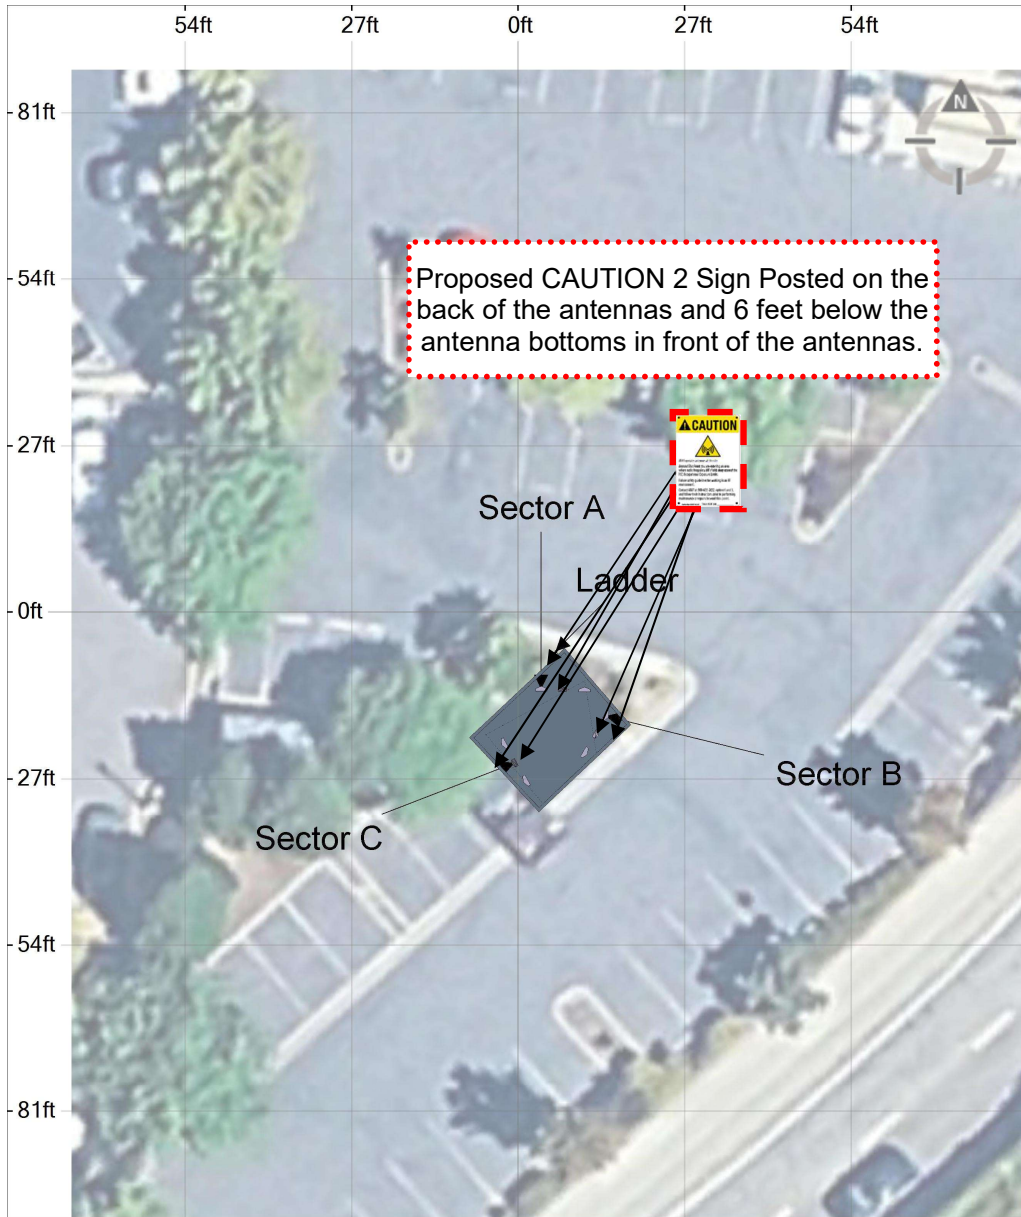 54ft 27ft 0ft 27ft 54ft
81ft
N
54ft
Proposed CAUTION 2 Sign Posted on the
back of the antennas and 6 feet below the
antenna bottoms in front of the antennas.
27ft
CAUTION
Sector A
Ladder
0ft
27ft
Sector B
Sector C
54ft
81ft